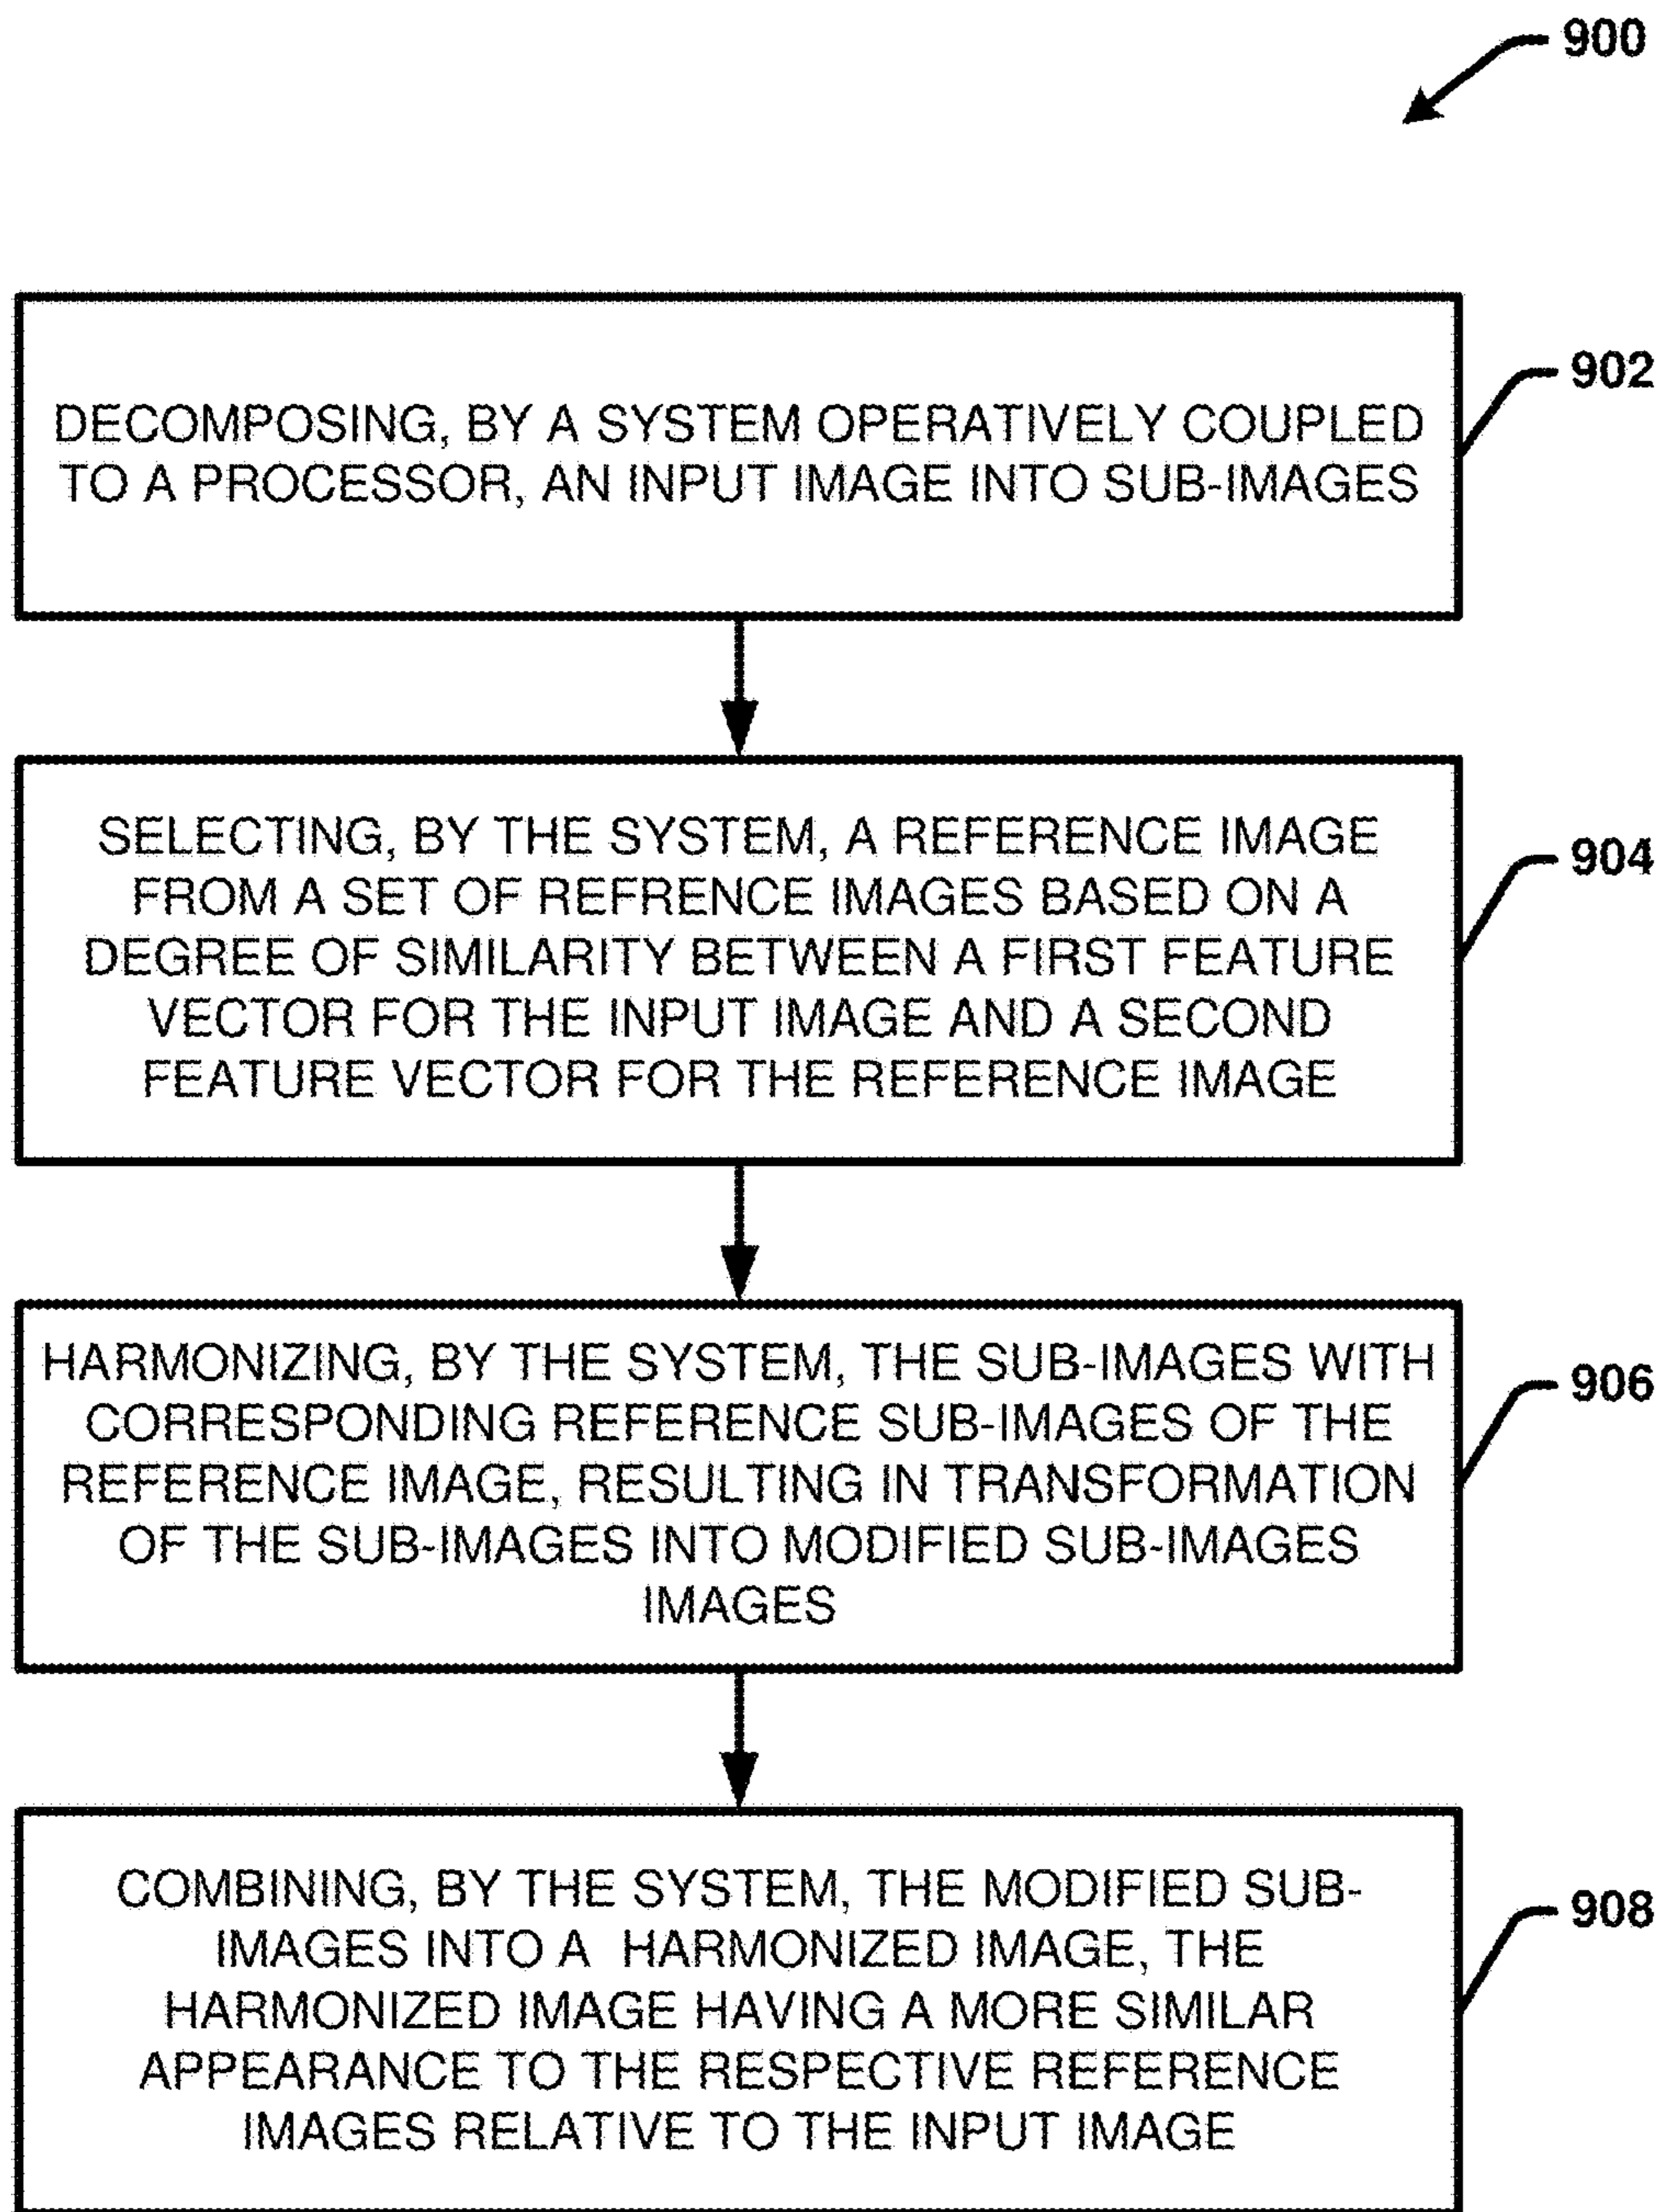 900
DECOMPOSING, BY A SYSTEM OPERATIVELY COUPLED
TO A PROCESSOR, AN INPUT IMAGE INTO SUB-IMAGES
902
SELECTING, BY THE SYSTEM, A REFERENCE IMAGE
FROM A SET OF REFRENCE IMAGES BASED ON A
DEGREE OF SIMILARITY BETWEEN A FIRST FEATURE
VECTOR FOR THE INPUT IMAGE AND A SECOND
FEATURE VECTOR FOR THE REFERENCE IMAGE
904
HARMONIZING, BY THE SYSTEM, THE SUB-IMAGES WITH
CORRESPONDING REFERENCE SUB-IMAGES OF THE
REFERENCE IMAGE, RESULTING IN TRANSFORMATION
OF THE SUB-IMAGES INTO MODIFIED SUB-IMAGES
IMAGES
906
COMBINING, BY THE SYSTEM, THE MODIFIED SUB-
IMAGES INTO A HARMONIZED IMAGE, THE
HARMONIZED IMAGE HAVING A MORE SIMILAR
APPEARANCE TO THE RESPECTIVE REFERENCE
IMAGES RELATIVE TO THE INPUT IMAGE
908